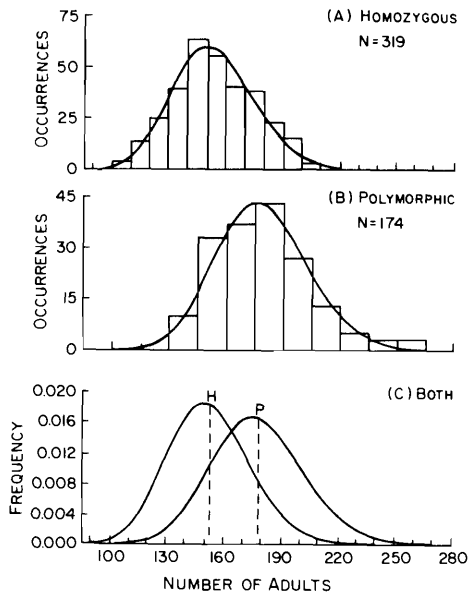 (A) HOMOZYGOUS
N=319
75
50
25
0
OCCURRENCES
(B) POLYMORPHIC
N=174
45
30
15
0
OCCURRENCES
(C) BOTH
H
P
0.020
0.016
0.012
0.008
0.004
0.000
FREQUENCY
100 130 160 190 220 250 280
NUMBER OF ADULTS